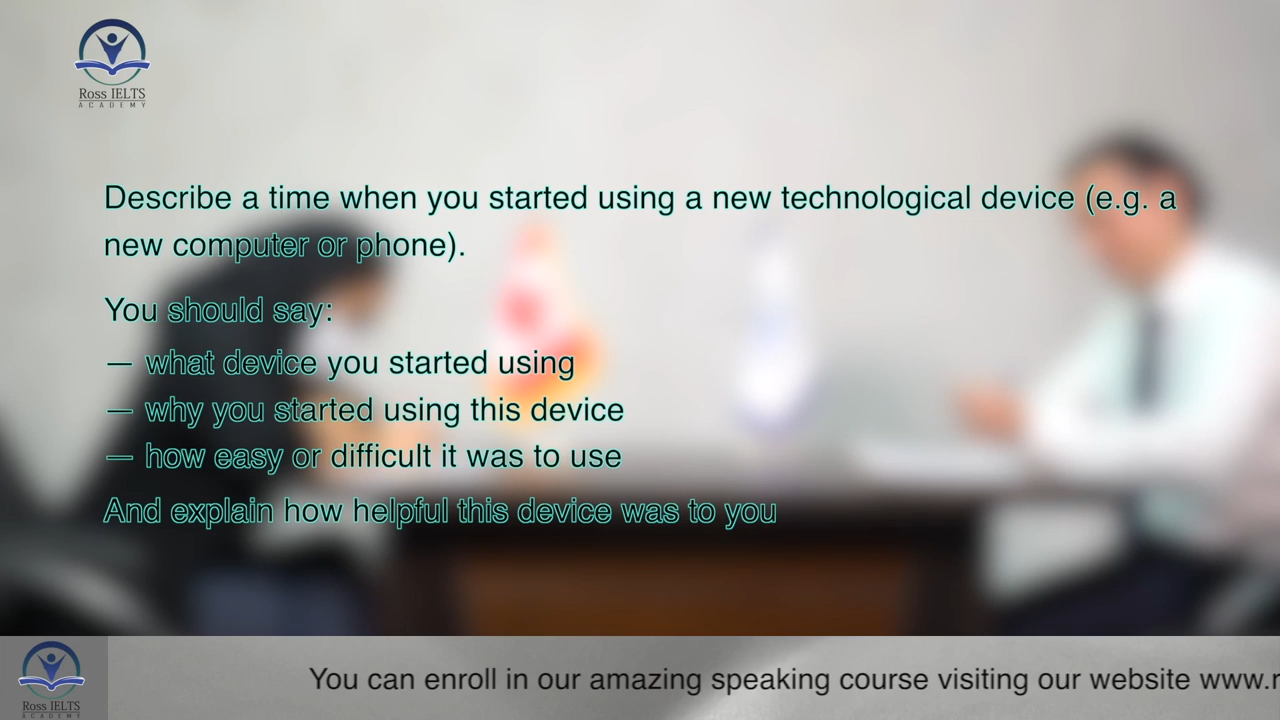 Ross IELTS
ACADEMY
Describe a time when you started using a new technological device (e.g. a
new computer or phone).
You should say:
— what device you started using
— why you started using this device
— how easy or difficult it was to use
And explain how helpful this device was to you
You can enroll in our amazing speaking course visiting our website www.r
Ross IELTS
ACADEMY